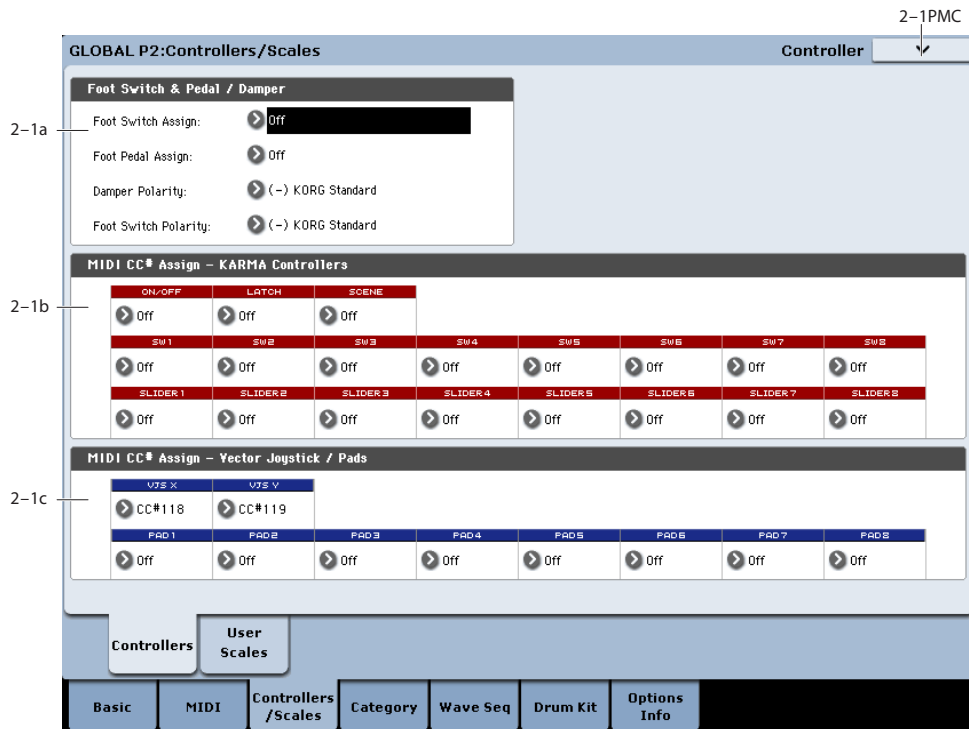 2–1PMC
GLOBAL P2:Controllers/Scales
Controller
Foot Switch & Pedal / Damper
2–1a
Foot Switch Assign: Off
Foot Pedal Assign: Off
Damper Polarity: (-) KORG Standard
Foot Switch Polarity: (-) KORG Standard
MIDI CC# Assign - KARMA Controllers
2–1b
ON/OFF LATCH SCENE
Off Off Off
SW1 SW2 SW3 SW4 SW5 SW6 SW7 SW8
Off Off Off Off Off Off Off Off
SLIDER1 SLIDER2 SLIDER3 SLIDER4 SLIDER5 SLIDER6 SLIDER7 SLIDER8
Off Off Off Off Off Off Off Off
MIDI CC# Assign - Vector Joystick / Pads
2–1c
VJS X VJS Y
CC#118 CC#119
PAD1 PAD2 PAD3 PAD4 PAD5 PAD6 PAD7 PAD8
Off Off Off Off Off Off Off Off
Controllers
User
Scales
Basic
MIDI
Controllers
/Scales
Category
Wave Seq
Drum Kit
Options
Info